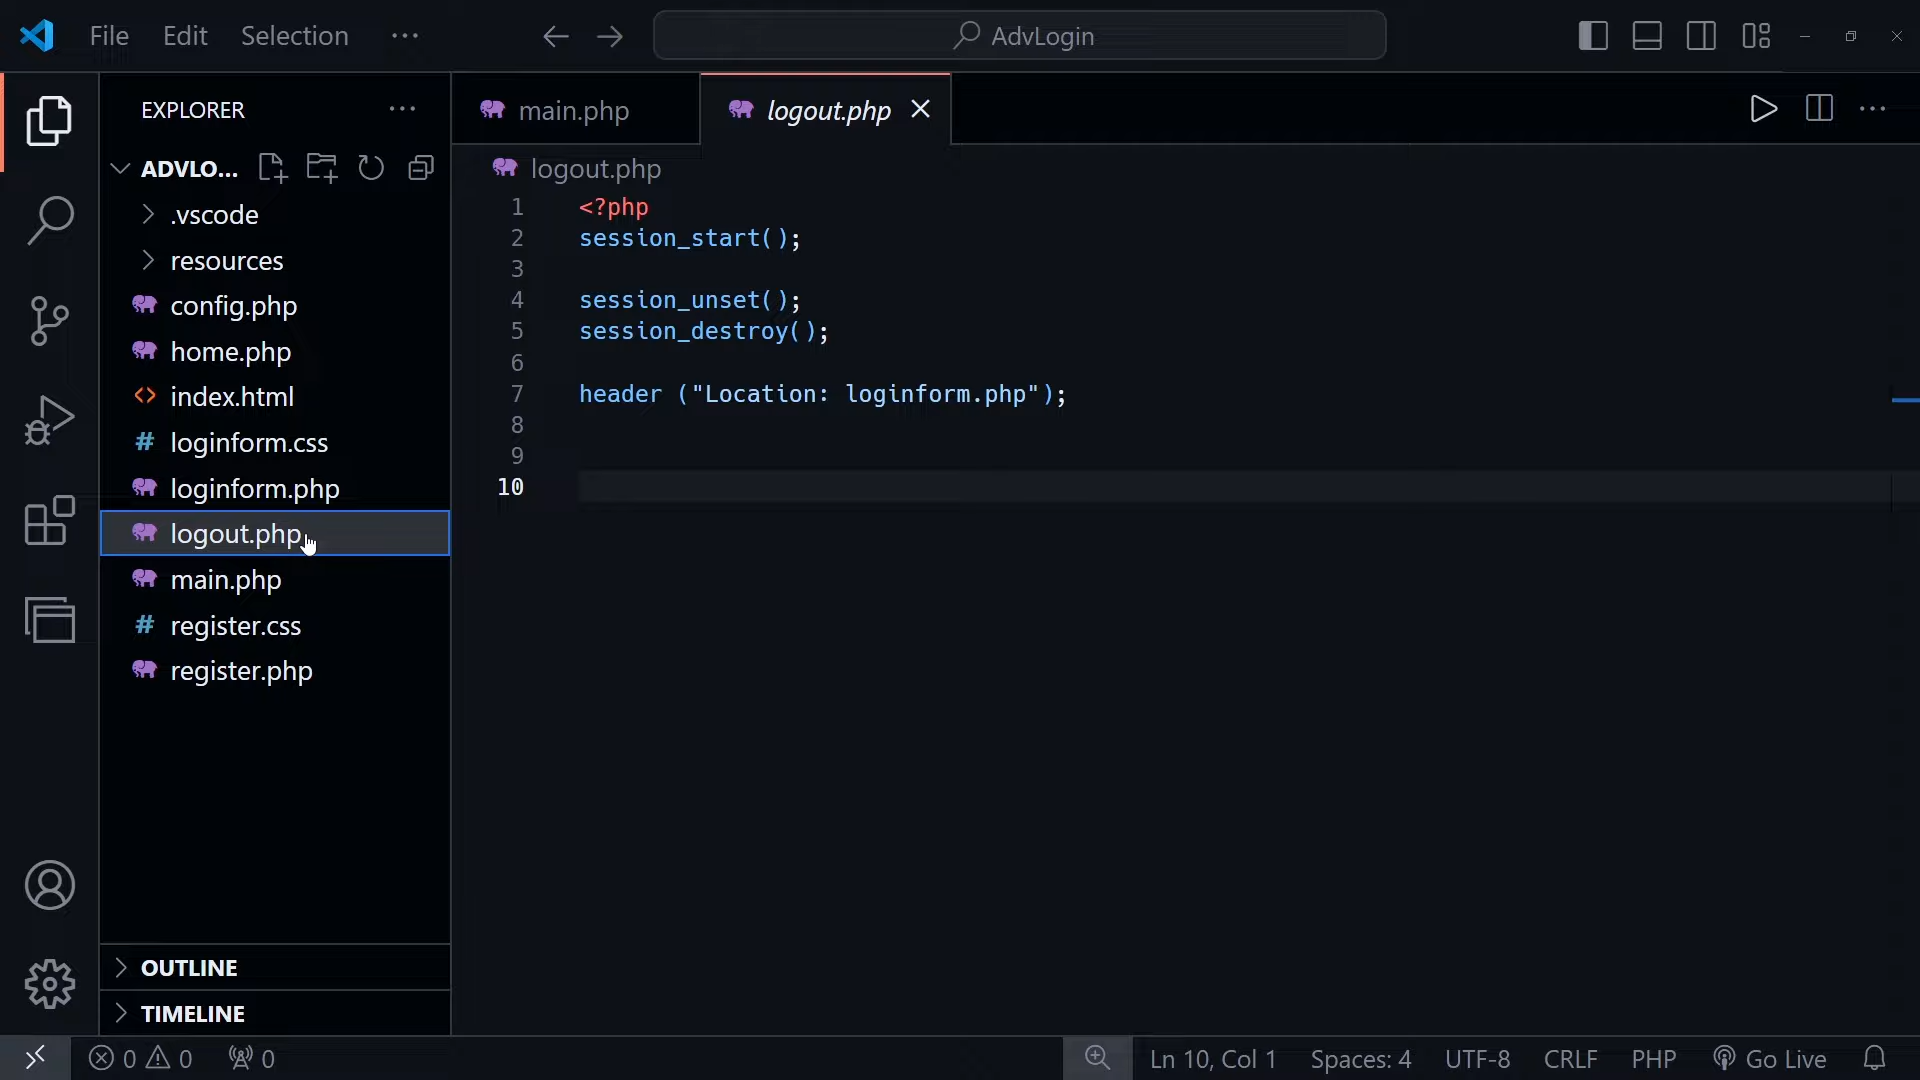 File Edit Selection ··· AdvLogin
EXPLORER ···
main.php logout.php
ADVLO...
.vscode
resources
config.php
home.php
index.html
loginform.css
loginform.php
logout.php
main.php
register.css
register.php
OUTLINE
TIMELINE
logout.php
1 <?php
2 session_start();
3
4 session_unset();
5 session_destroy();
6
7 header ("Location: loginform.php");
8
9
10
0 0 0 Ln 10, Col 1 Spaces: 4 UTF-8 CRLF PHP Go Live